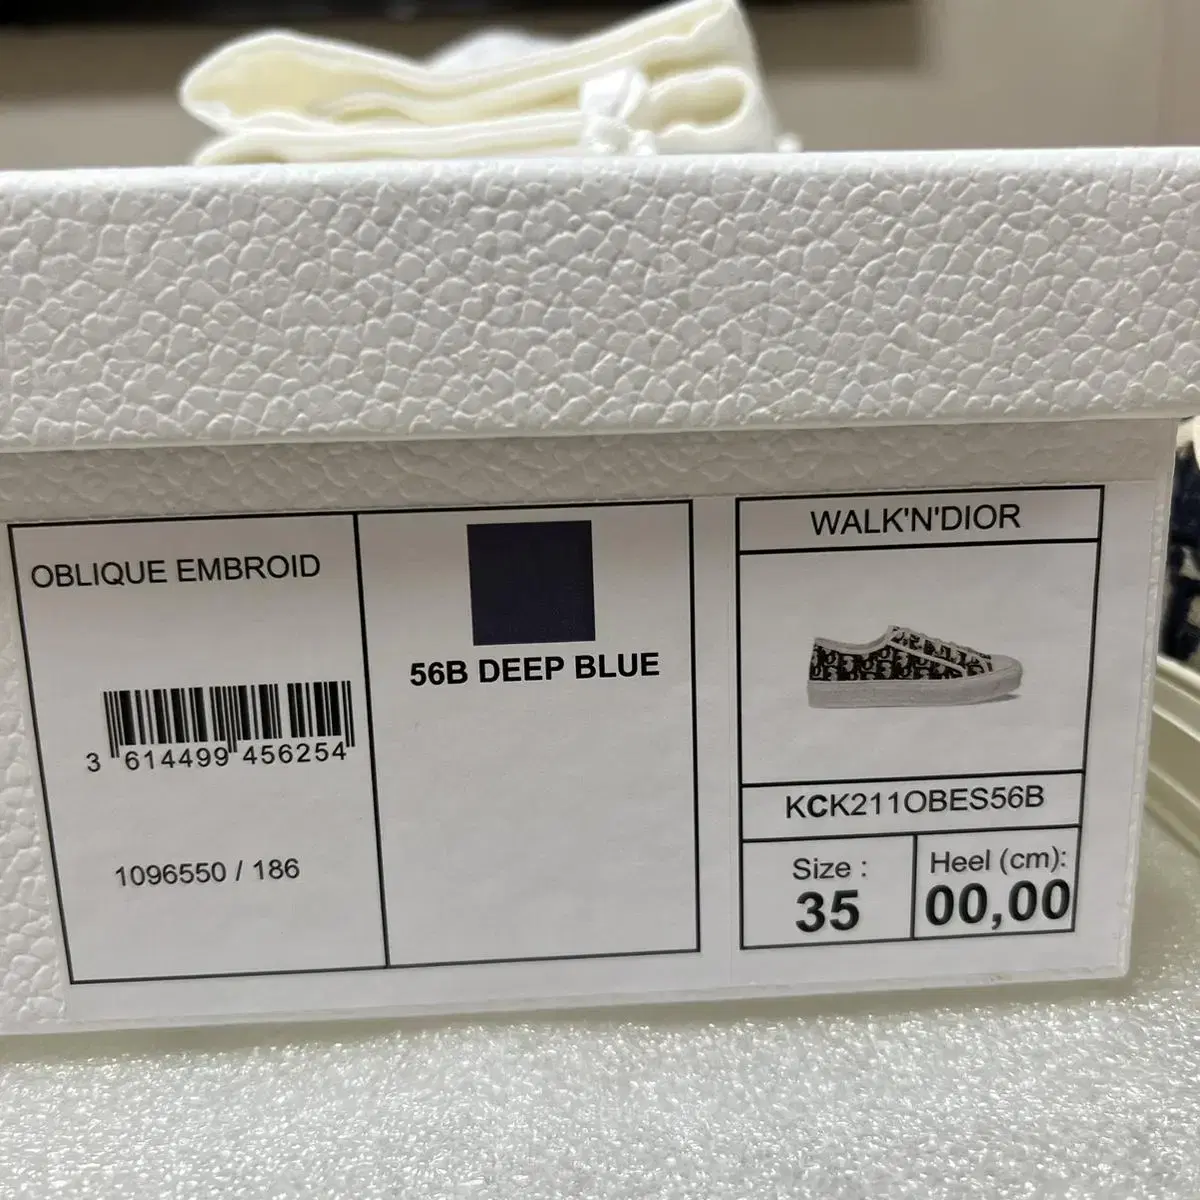 OBLIQUE EMBROID
3 614499 456254
1096550 / 186
56B DEEP BLUE
WALK'N'DIOR
KCK211OBES56B
Size :
35
Heel (cm):
00,00